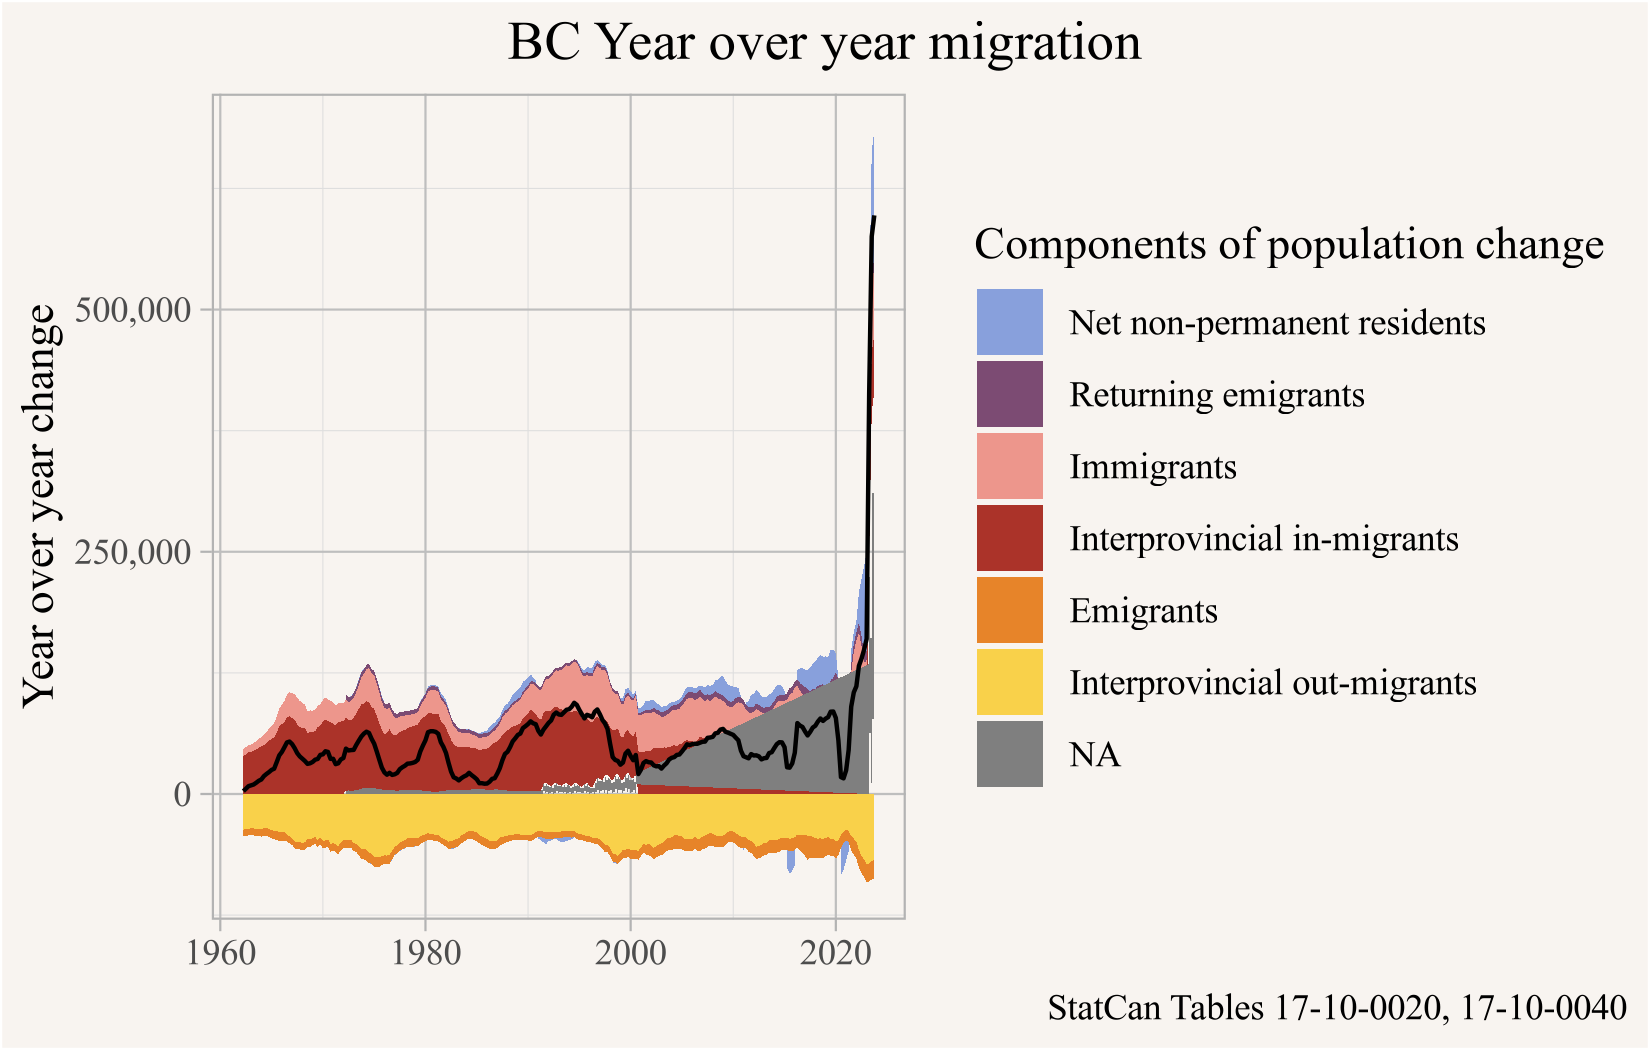 BC Year over year migration
Year over year change
500,000
250,000
0
1960 1980 2000 2020
Components of population change
Net non-permanent residents
Returning emigrants
Immigrants
Interprovincial in-migrants
Emigrants
Interprovincial out-migrants
NA
StatCan Tables 17-10-0020, 17-10-0040